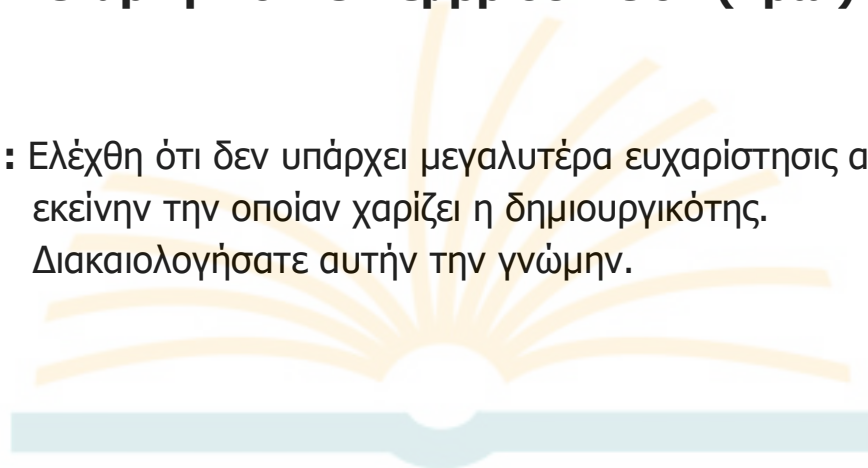 : Ελέχθη ότι δεν υπάρχει μεγαλυτέρα ευχαρίστησις
εκείνην την οποίαν χαρίζει η δημιουργικότης.
Διακαιολογήσατε αυτήν την γνώμην.